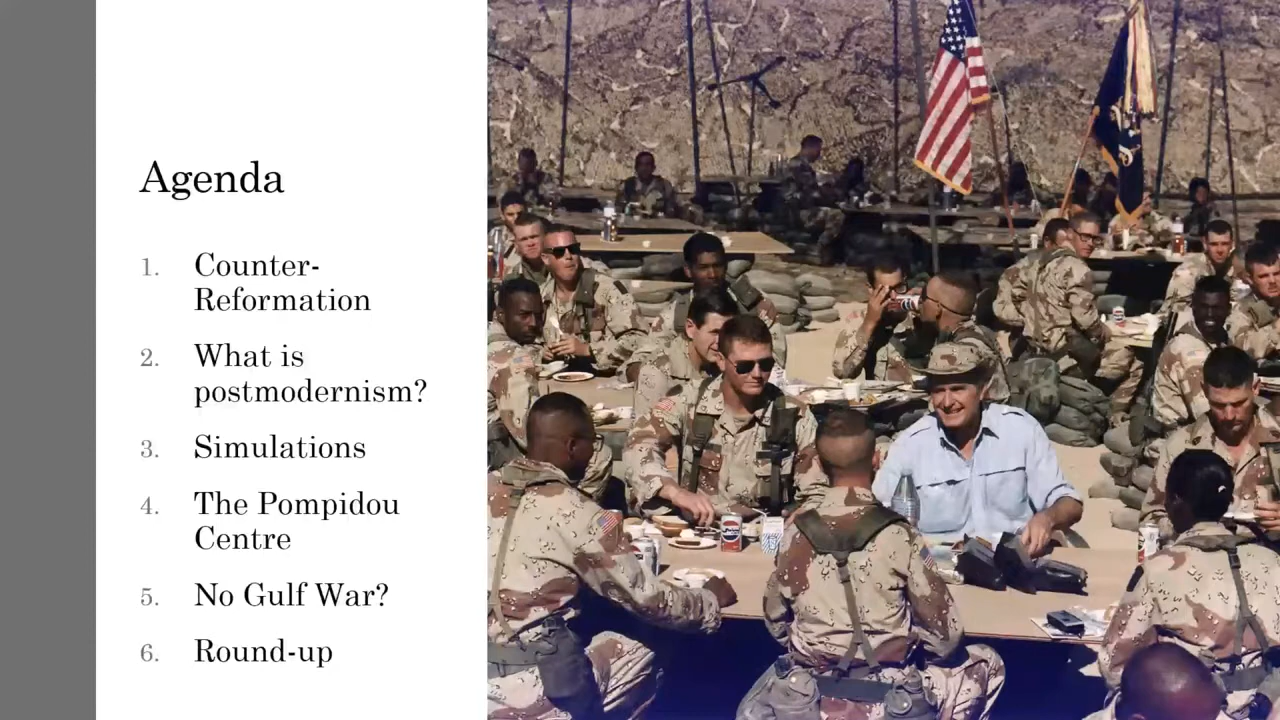 Agenda
1. Counter-
Reformation
2. What is
postmodernism?
3. Simulations
4. The Pompidou
Centre
5. No Gulf War?
6. Round-up